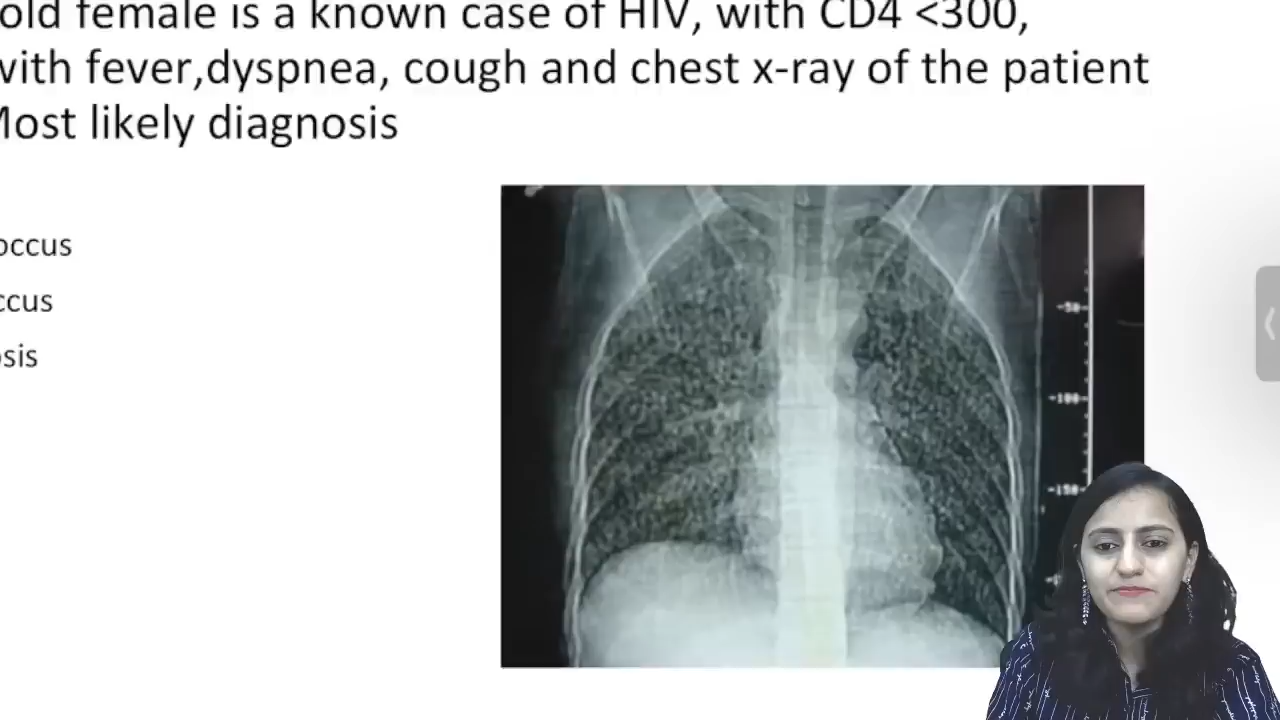 old female is a known case of HIV, with CD4 <300,
with fever,dyspnea, cough and chest x-ray of the patient
Most likely diagnosis
occus
ccus
osis
-50-
-100-
-150-